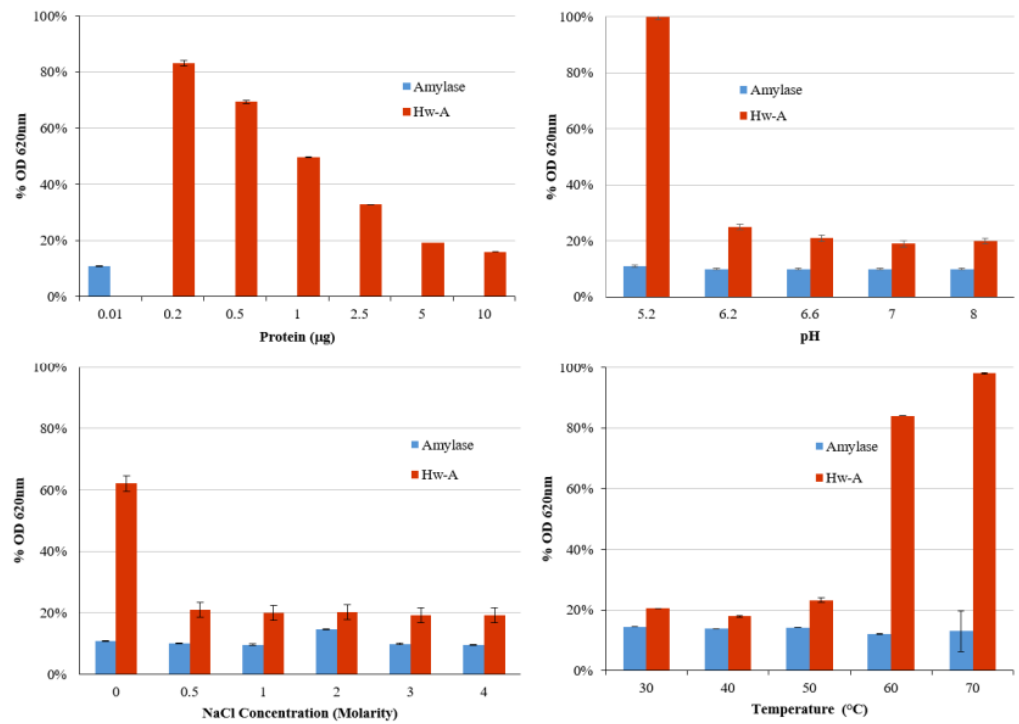 100%
80%
60%
40%
20%
0%
% OD 620nm
Amylase
Hw-A
0.01 0.2 0.5 1 2.5 5 10
Protein (μg)
100%
80%
60%
40%
20%
0%
% OD 620nm
Amylase
Hw-A
5.2 6.2 6.6 7 8
pH
100%
80%
60%
40%
20%
0%
% OD 620nm
Amylase
Hw-A
0 0.5 1 2 3 4
NaCl Concentration (Molarity)
100%
80%
60%
40%
20%
0%
% OD 620nm
Amylase
Hw-A
30 40 50 60 70
Temperature (°C)